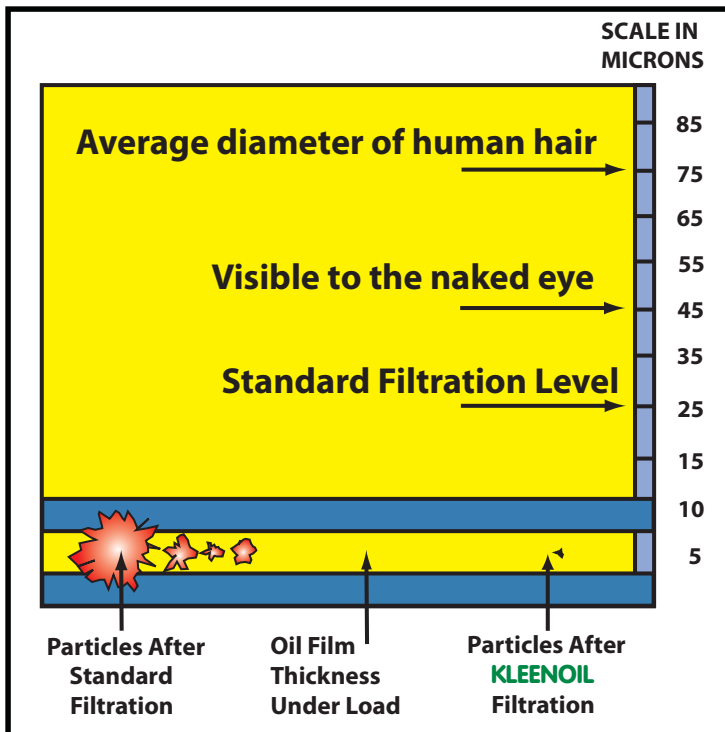 SCALE IN
MICRONS
Average diameter of human hair
Visible to the naked eye
Standard Filtration Level
85
75
65
55
45
35
25
15
10
5
Particles After
Standard
Filtration
Oil Film
Thickness
Under Load
Particles After
KLEENOIL
Filtration